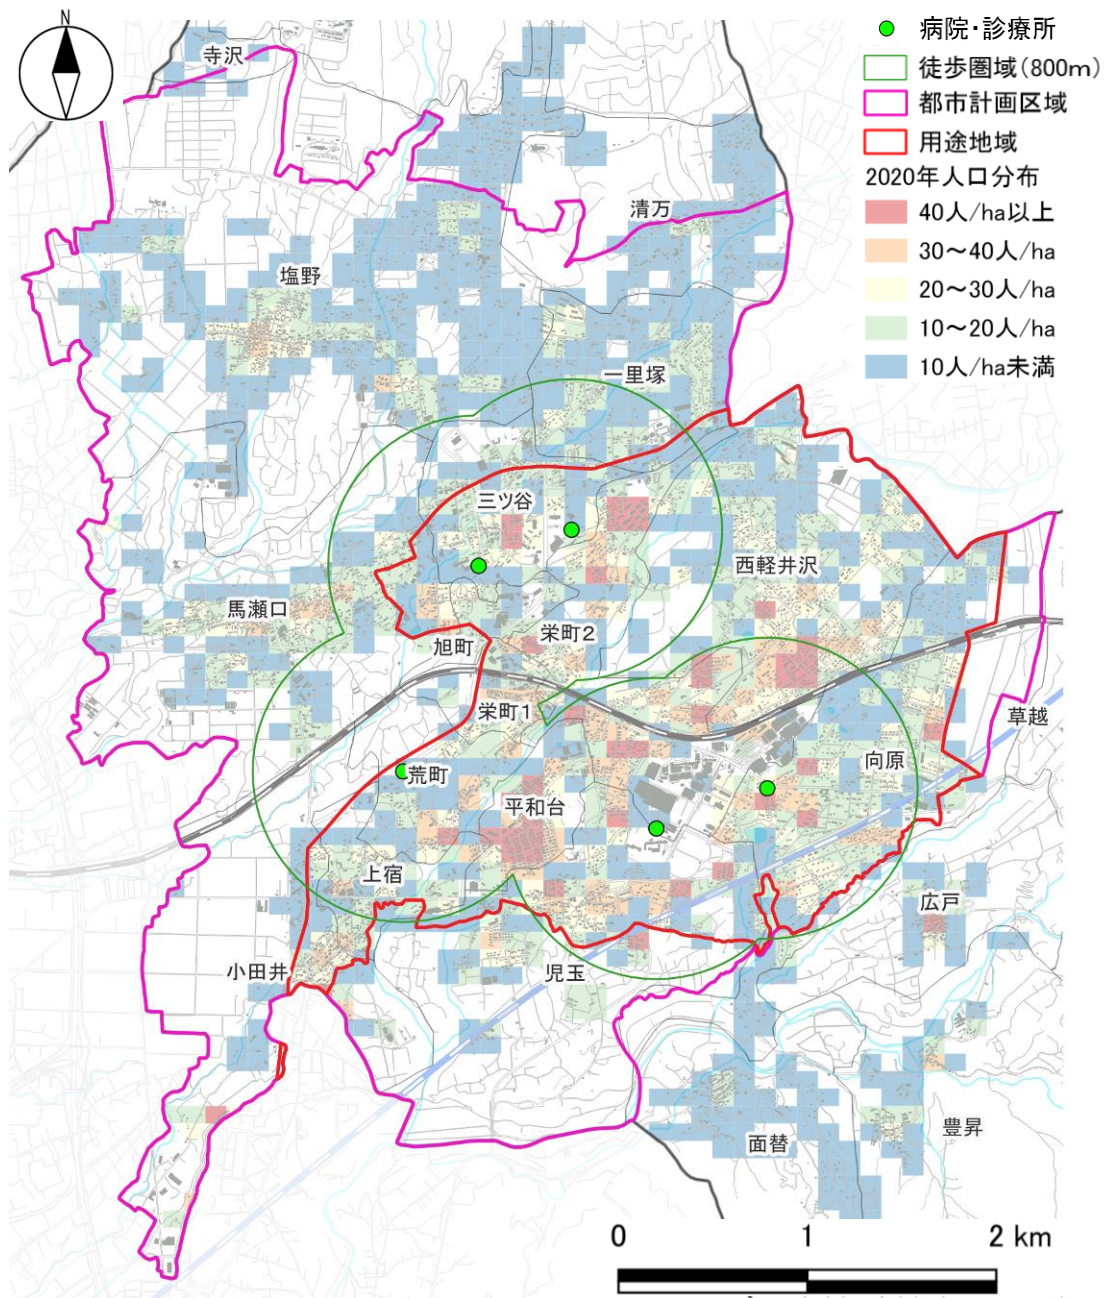 N
病院・診療所
徒歩圏域(800m)
都市計画区域
用途地域
2020年人口分布
40人/ha以上
30～40人/ha
20～30人/ha
10～20人/ha
10人/ha未満
寺沢
清万
塩野
一里塚
三ツ谷
西軽井沢
馬瀬口
栄町2
旭町
栄町1
草越
向原
荒町
平和台
上宿
広戸
小田井
児玉
豊昇
面替
0 1 2 km